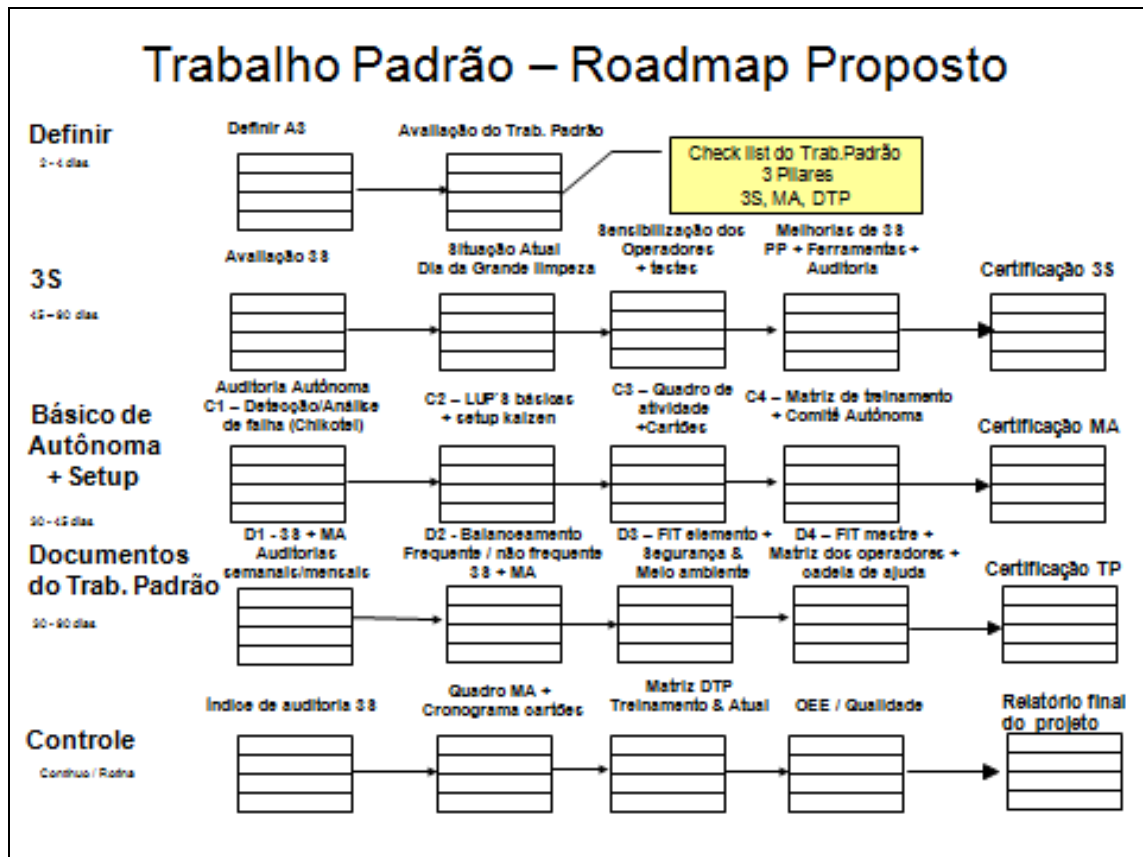 Trabalho Padrão – Roadmap Proposto
Definir
Definir A3
Avaliação do Trab. Padrão
Check list do Trab.Padrão
3 Pilares
3S, MA, DTP
3S
Avaliação 3S
Situação Atual
Dia da Grande limpeza
Sensibilização dos
Operadores
+ testes
Melhorias de 3S
PP + Ferramentas +
Auditoria
Certificação 3S
Básico de
Autônoma
+ Setup
Auditoria Autônoma
C1 – Detecção/Análise
de falha (Chikotei)
C2 – LUP´S básicas
+ setup kaizen
C3 – Quadro de
atividade
+Cartões
C4 – Matriz de treinamento
+ Comitê Autônoma
Certificação MA
30 - 45 dias
Documentos
do Trab. Padrão
D1 - 3S + MA
Auditorias
semanais/mensais
D2 - Balanceamento
Frequente / não frequente
3S + MA
D3 – FIT elemento +
Segurança &
Meio ambiente
D4 – FIT mestre +
Matriz dos operadores +
cadeia de ajuda
Certificação TP
Controle
Contínuo / Rotina
Índice de auditoria 3S
Quadro MA +
Cronograma cartões
Matriz DTP
Treinamento & Atual
OEE / Qualidade
Relatório final
do projeto